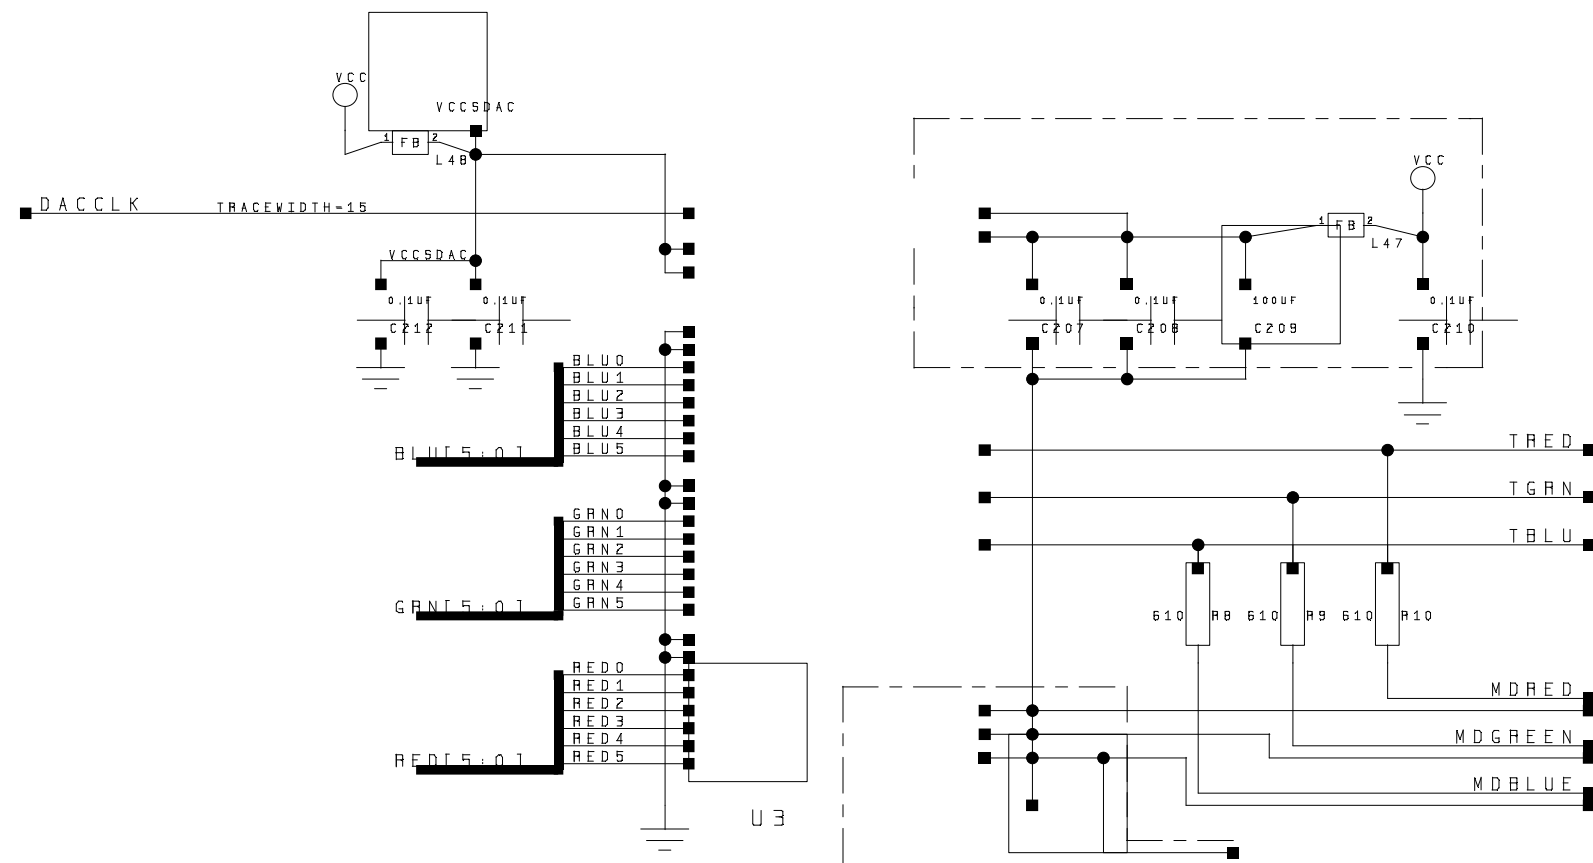 VCC
VCC5DAC
1 FB 2
L48
VCC
DACCLK
TRACEWIDTH=15
1 FB 2
L47
VCC5DAC
0.1UF
0.1UF
0.1UF
0.1UF
100UF
0.1UF
C212
C211
C207
C208
C209
C210
BLU0
BLU1
BLU2
BLU3
BLU4
BLU5
BLU[5:0]
TRED
TGRN
TBLU
GRN0
GRN1
GRN2
GRN3
GRN4
GRN5
GRN[5:0]
610 R8
610 R9
610 R10
RED0
RED1
RED2
RED3
RED4
RED5
RED[5:0]
MDRED
MDGREEN
MDBLUE
U3